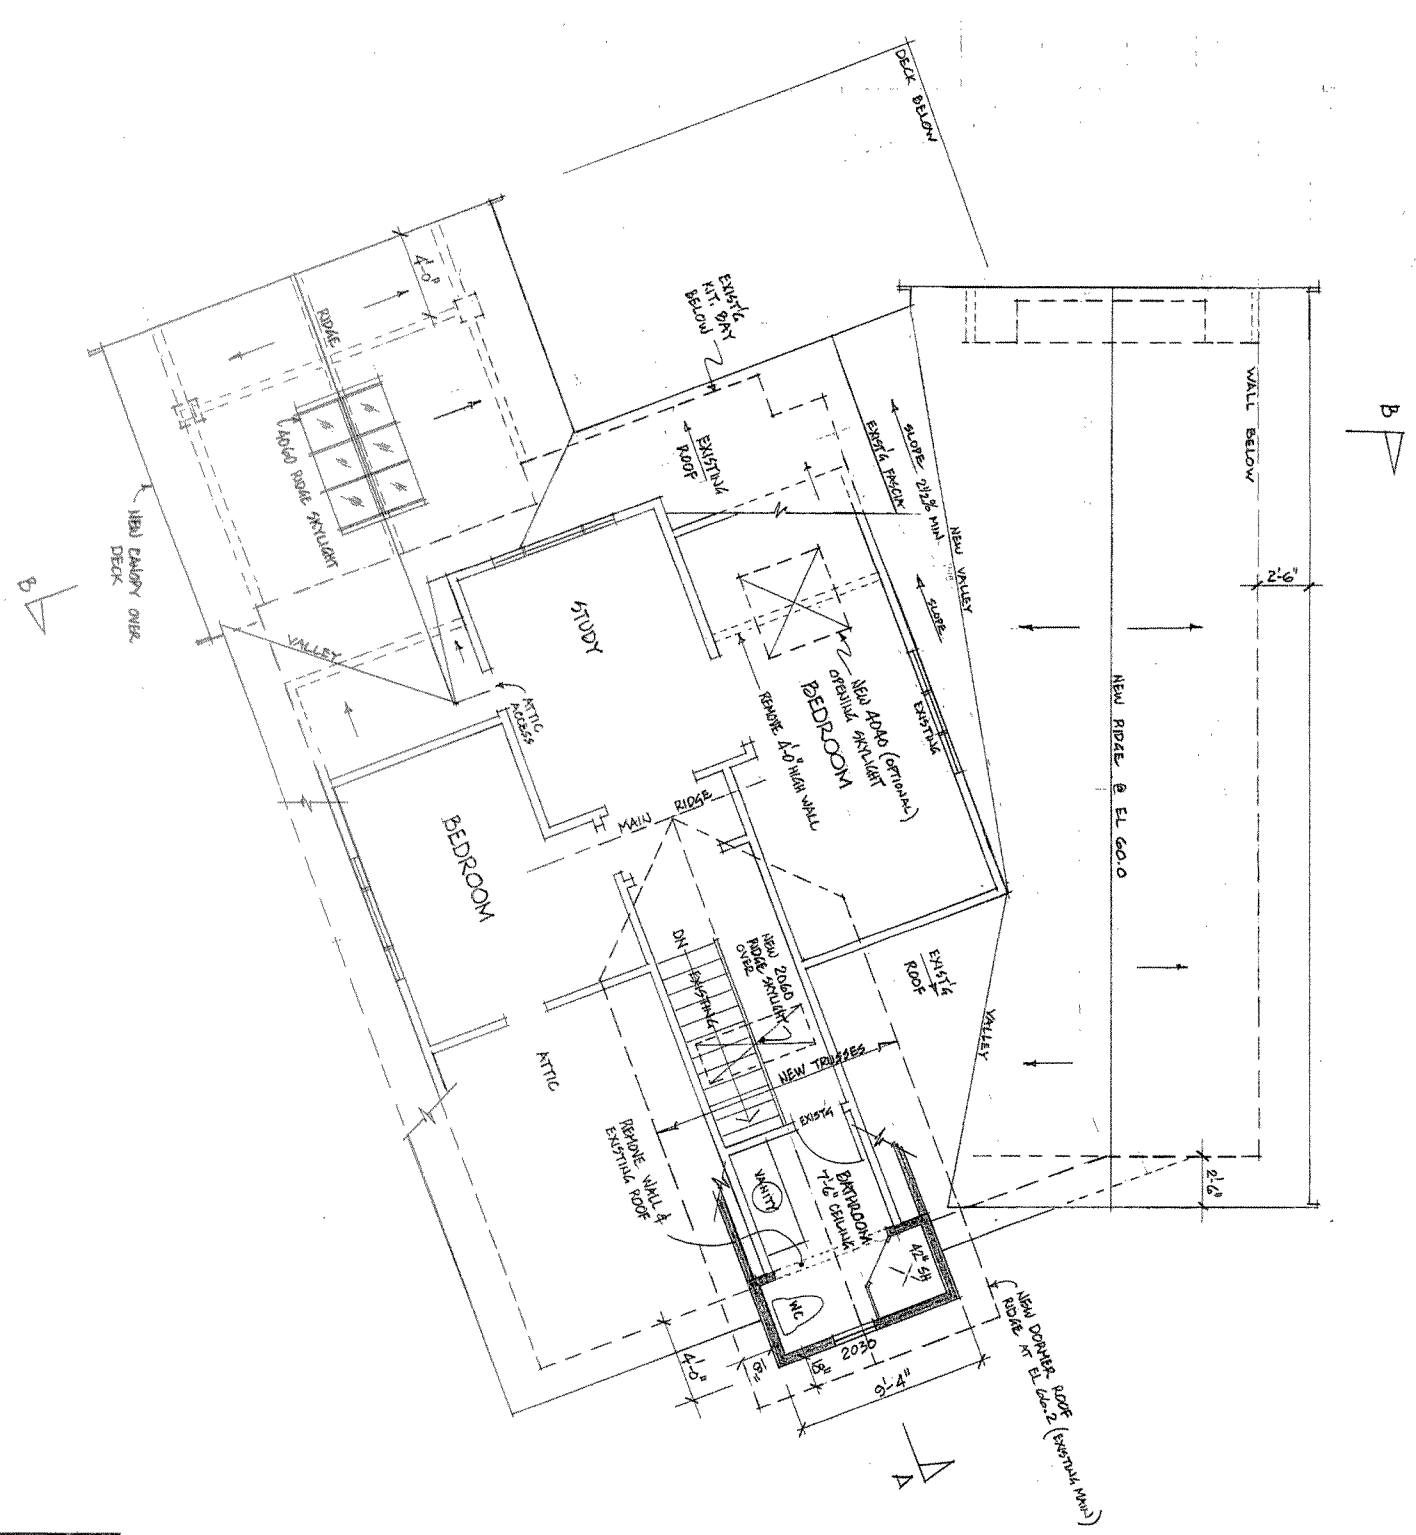 DECK BELOW
4'-0"
RIDGE
4060 RIDGE SKYLIGHT
NEW CANOPY OVER
DECK
B
VALLEY
EXIST'G
KIT. BAY
BELOW
EXISTING
ROOF
SLOPE 2 1/2% MIN.
EXIST'G FASCIA
NEW VALLEY
SLOPE
WALL BELOW
B
2'-6"
NEW RIDGE @ EL 60.0
STUDY
ATTIC
ACCESS
NEW 4040 (OPTIONAL)
OPENING SKYLIGHT
BEDROOM
REMOVE 4'-0" HIGH WALL
EXISTING
MAIN RIDGE
BEDROOM
DN
EXISTING
NEW 2060
RIDGE SKYLIGHT
OVER
EXIST'G
ROOF
VALLEY
ATTIC
NEW TRUSSES
REMOVE WALL &
EXISTING ROOF
EXIST'G
VANITY
BATHROOM
7'-6" CEILING
42" SH
WC
2030
2'-6"
4'-0"
18"
9'-4"
NEW DORMER ROOF
RIDGE AT EL 66.2 (EXISTING MAIN)
A